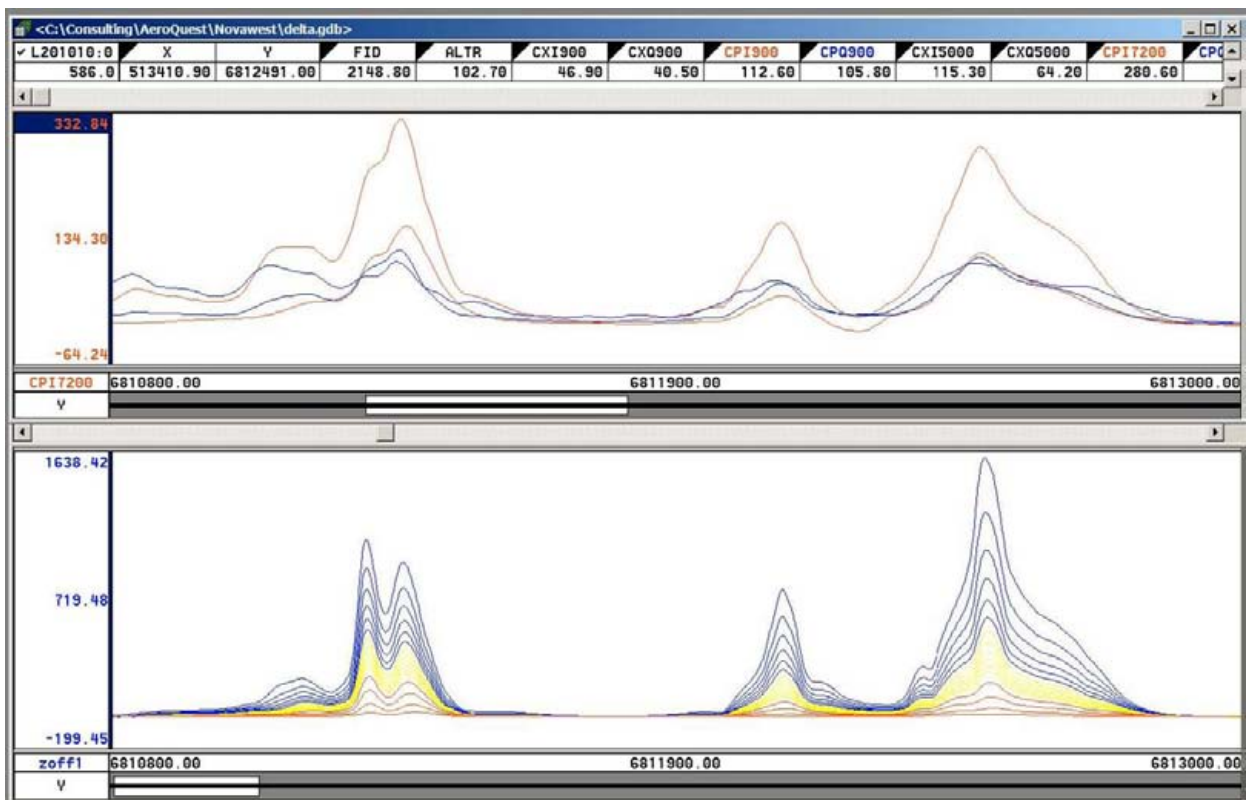 <C:\Consulting\AeroQuest\Novawest\delta.gdb>
✓ L201010:0 X Y FID ALTR CXI900 CXQ900 CPI900 CPQ900 CXI5000 CXQ5000 CPI7200 CPQ
586.0 513410.90 6812491.00 2148.80 102.70 46.90 40.50 112.60 105.80 115.30 64.20 280.60
332.84
134.30
-64.24
CPI7200 6810800.00 6811900.00 6813000.00
Y
1638.42
719.48
-199.45
zoff1 6810800.00 6811900.00 6813000.00
Y